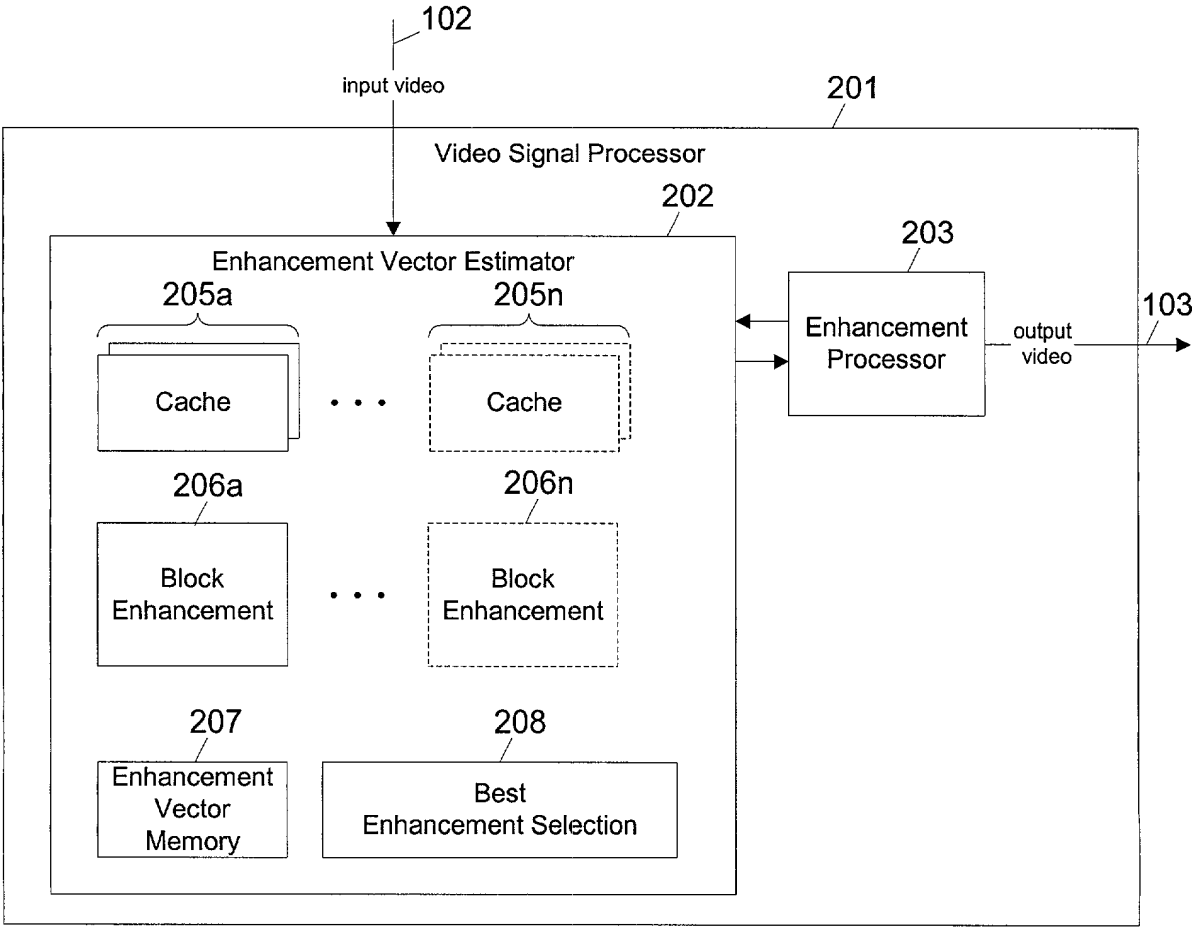 102
input video
201
Video Signal Processor
202
Enhancement Vector Estimator
203
205a
205n
103
Enhancement
Processor
output
video
Cache
Cache
206a
206n
Block
Enhancement
Block
Enhancement
207
208
Enhancement
Vector
Memory
Best
Enhancement Selection